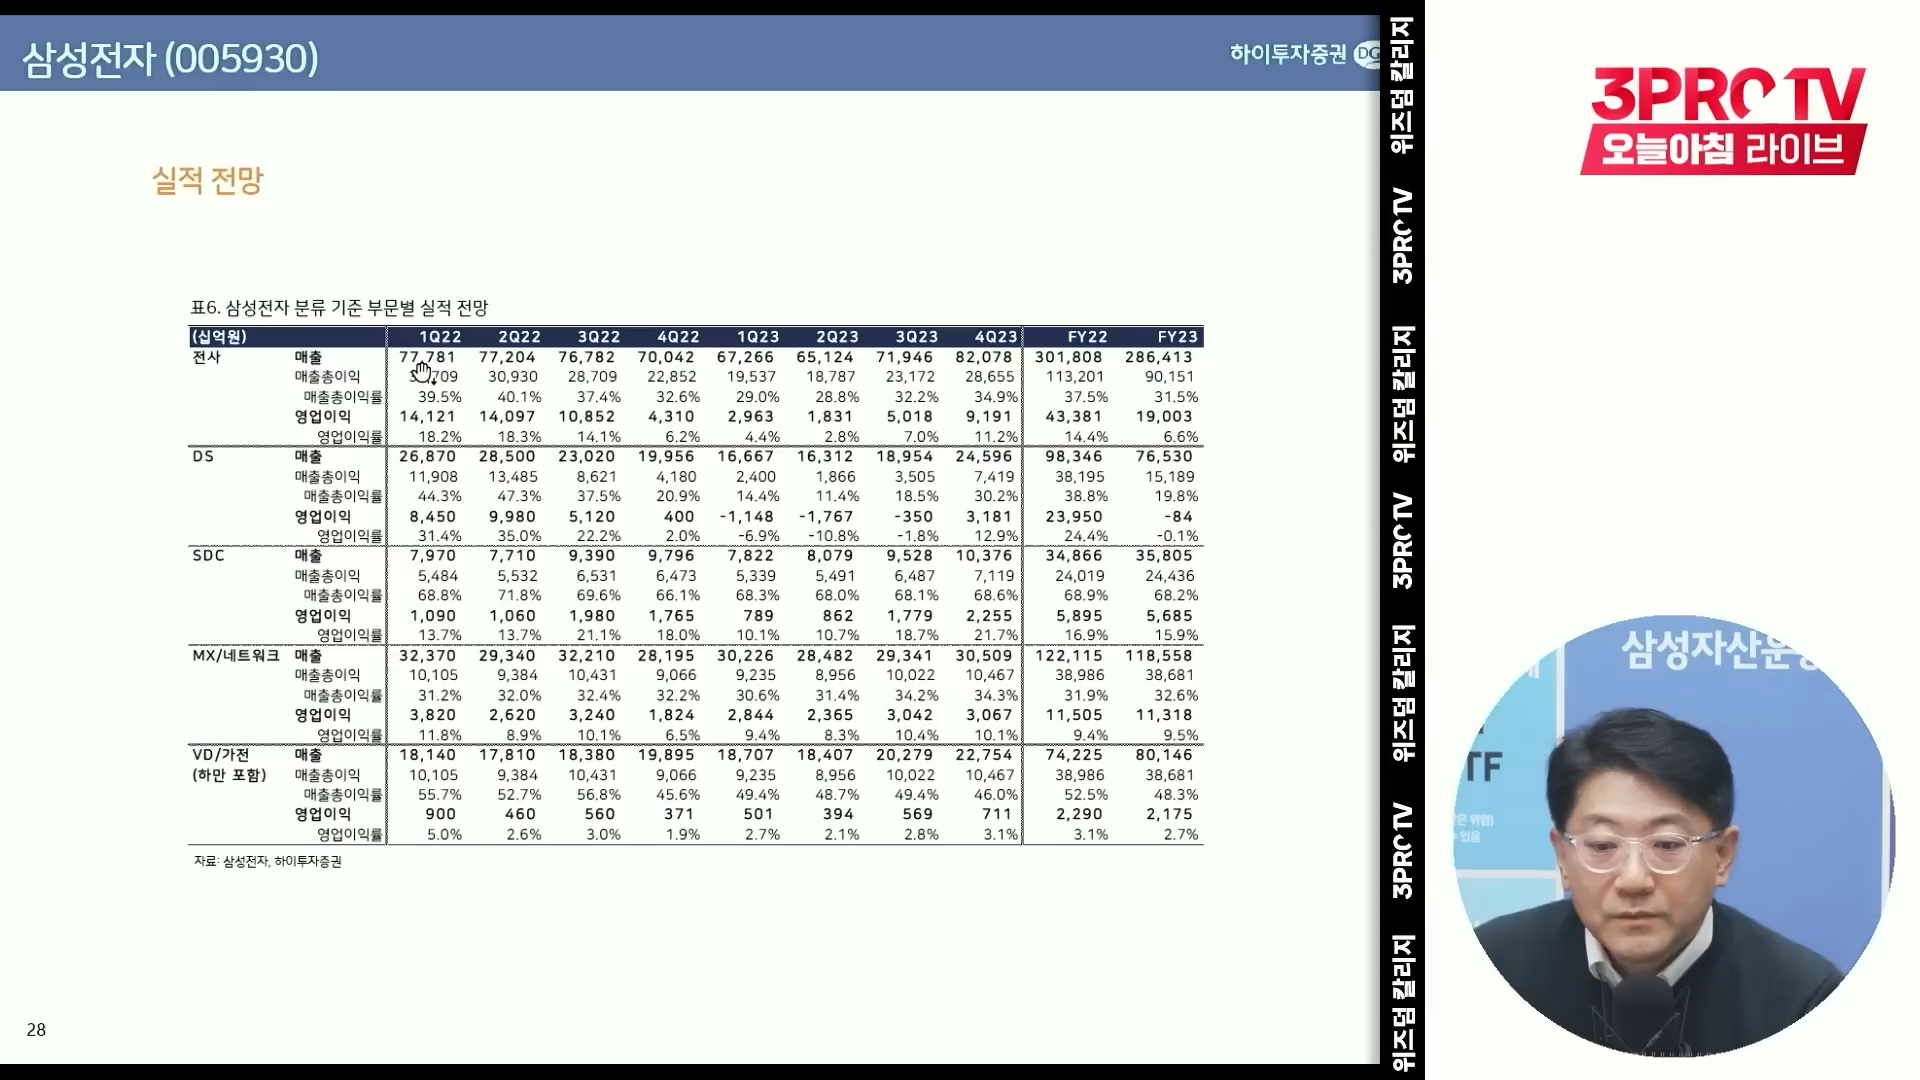 삼성전자 (005930)
하이투자증권 DG
실적 전망
표6. 삼성전자 분류 기준 부문별 실적 전망
(십억원) 1Q22 2Q22 3Q22 4Q22 1Q23 2Q23 3Q23 4Q23 FY22 FY23
전사 매출 77,781 77,204 76,782 70,042 67,266 65,124 71,946 82,078 301,808 286,413
매출총이익 709 30,930 28,709 22,852 19,537 18,787 23,172 28,655 113,201 90,151
매출총이익률 39.5% 40.1% 37.4% 32.6% 29.0% 28.8% 32.2% 34.9% 37.5% 31.5%
영업이익 14,121 14,097 10,852 4,310 2,963 1,831 5,018 9,191 43,381 19,003
영업이익률 18.2% 18.3% 14.1% 6.2% 4.4% 2.8% 7.0% 11.2% 14.4% 6.6%
DS 매출 26,870 28,500 23,020 19,956 16,667 16,312 18,954 24,596 98,346 76,530
매출총이익 11,908 13,485 8,621 4,180 2,400 1,866 3,505 7,419 38,195 15,189
매출총이익률 44.3% 47.3% 37.5% 20.9% 14.4% 11.4% 18.5% 30.2% 38.8% 19.8%
영업이익 8,450 9,980 5,120 400 -1,148 -1,767 -350 3,181 23,950 -84
영업이익률 31.4% 35.0% 22.2% 2.0% -6.9% -10.8% -1.8% 12.9% 24.4% -0.1%
SDC 매출 7,970 7,710 9,390 9,796 7,822 8,079 9,528 10,376 34,866 35,805
매출총이익 5,484 5,532 6,531 6,473 5,339 5,491 6,487 7,119 24,019 24,436
매출총이익률 68.8% 71.8% 69.6% 66.1% 68.3% 68.0% 68.1% 68.6% 68.9% 68.2%
영업이익 1,090 1,060 1,980 1,765 789 862 1,779 2,255 5,895 5,685
영업이익률 13.7% 13.7% 21.1% 18.0% 10.1% 10.7% 18.7% 21.7% 16.9% 15.9%
MX/네트워크 매출 32,370 29,340 32,210 28,195 30,226 28,482 29,341 30,509 122,115 118,558
매출총이익 10,105 9,384 10,431 9,066 9,235 8,956 10,022 10,467 38,986 38,681
매출총이익률 31.2% 32.0% 32.4% 32.2% 30.6% 31.4% 34.2% 34.3% 31.9% 32.6%
영업이익 3,820 2,620 3,240 1,824 2,844 2,365 3,042 3,067 11,505 11,318
영업이익률 11.8% 8.9% 10.1% 6.5% 9.4% 8.3% 10.4% 10.1% 9.4% 9.5%
VD/가전 매출 18,140 17,810 18,380 19,895 18,707 18,407 20,279 22,754 74,225 80,146
(하만 포함) 매출총이익 10,105 9,384 10,431 9,066 9,235 8,956 10,022 10,467 38,986 38,681
매출총이익률 55.7% 52.7% 56.8% 45.6% 49.4% 48.7% 49.4% 46.0% 52.5% 48.3%
영업이익 900 460 560 371 501 394 569 711 2,290 2,175
영업이익률 5.0% 2.6% 3.0% 1.9% 2.7% 2.1% 2.8% 3.1% 3.1% 2.7%
자료: 삼성전자, 하이투자증권
28
위즈덤 칼리지
3PROTV
위즈덤 칼리지
3PROTV
위즈덤 칼리지
3PROTV
위즈덤 칼리지
3PROTV
오늘아침 라이브
삼성자산운
TF
위험)
있음